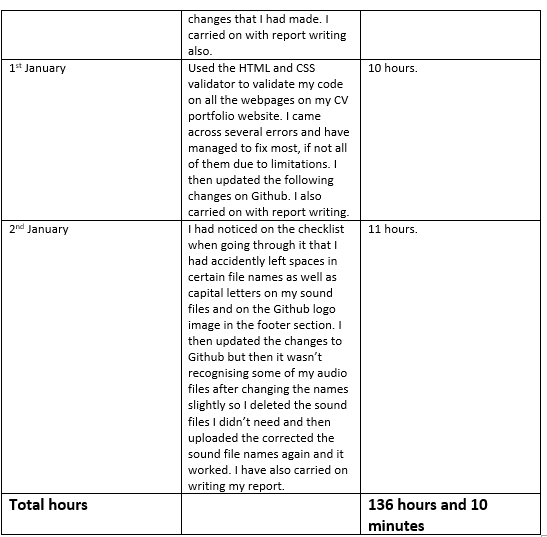 changes that I had made. I
carried on with report writing
also.
1st January
Used the HTML and CSS
validator to validate my code
on all the webpages on my CV
portfolio website. I came
across several errors and have
managed to fix most, if not all
of them due to limitations. I
then updated the following
changes on Github. I also
carried on with report writing.
10 hours.
2nd January
I had noticed on the checklist
when going through it that I
had accidently left spaces in
certain file names as well as
capital letters on my sound
files and on the Github logo
image in the footer section. I
then updated the changes to
Github but then it wasn’t
recognising some of my audio
files after changing the names
slightly so I deleted the sound
files I didn’t need and then
uploaded the corrected the
sound file names again and it
worked. I have also carried on
writing my report.
11 hours.
Total hours
136 hours and 10
minutes